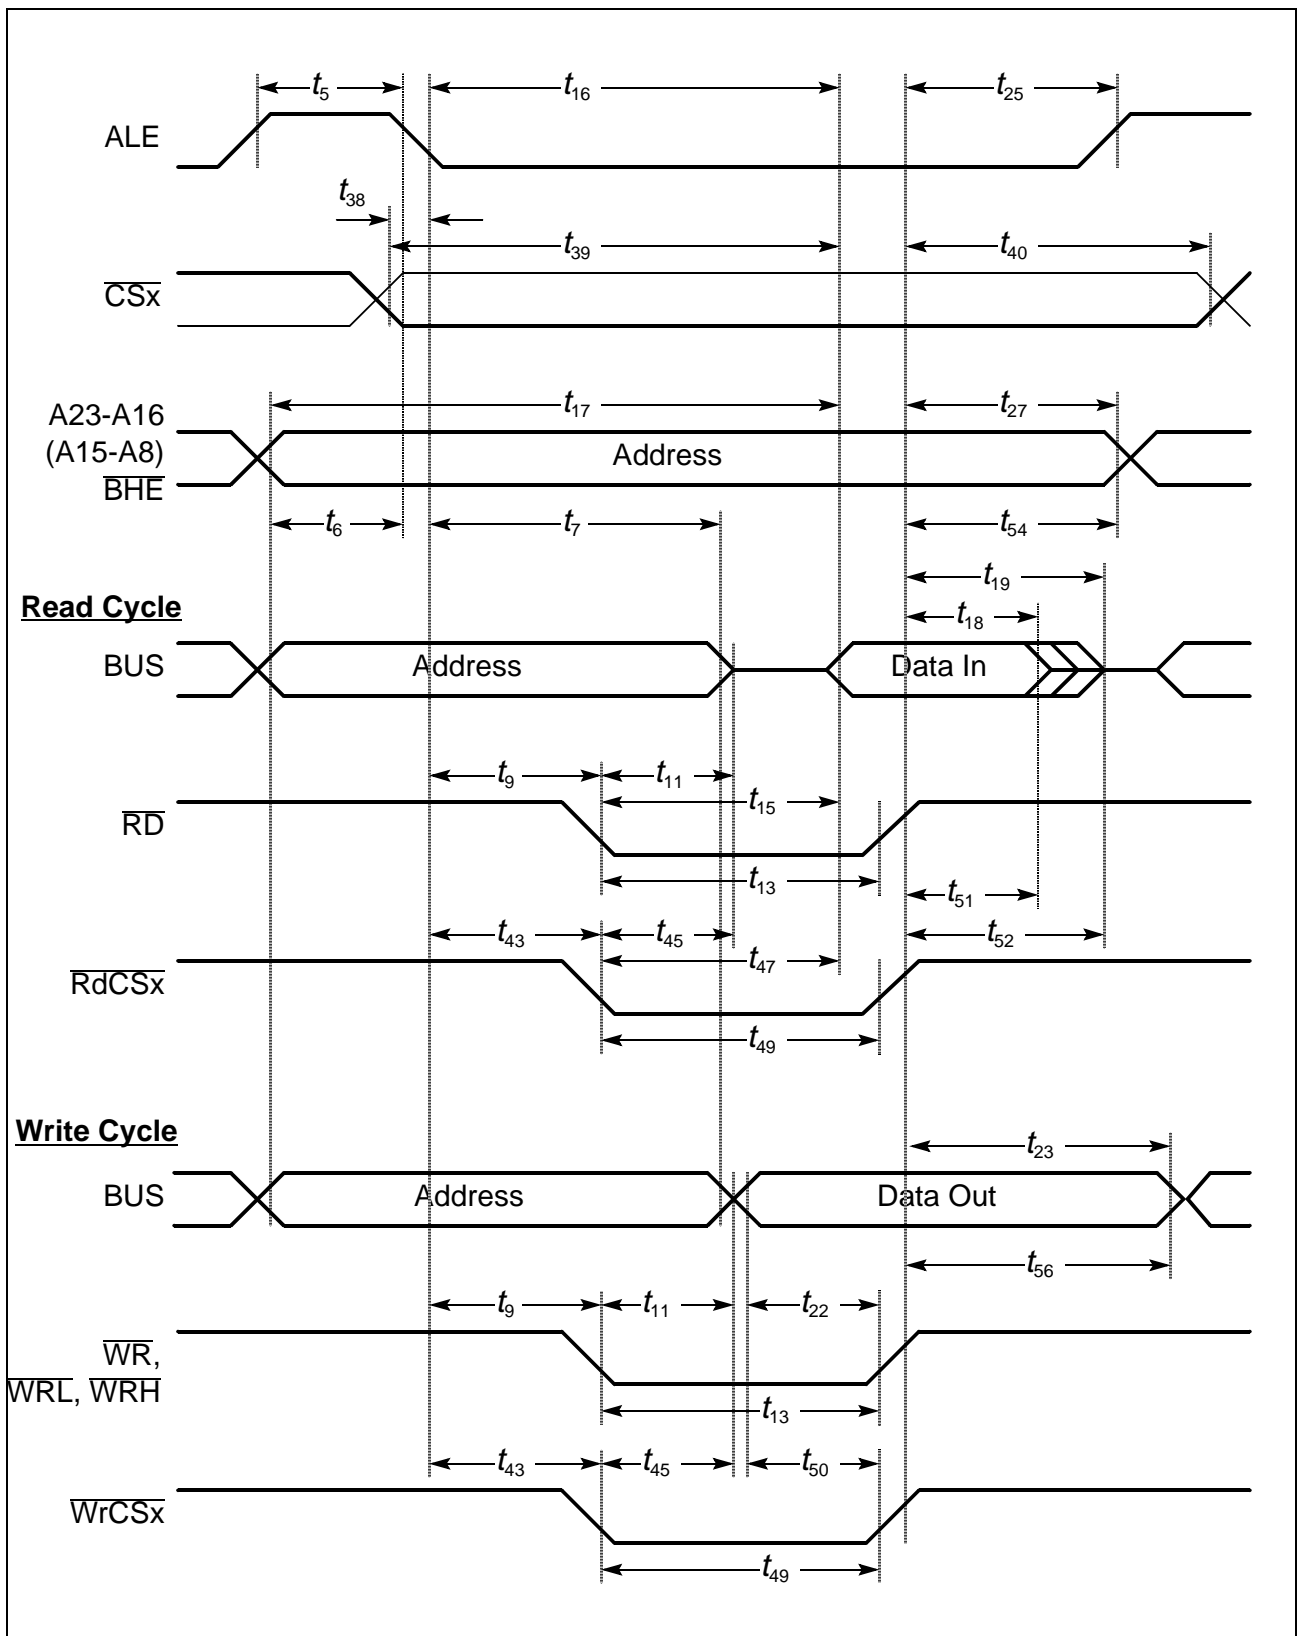 t5 t16 t25
ALE
t38
t39 t40
CSx
A23-A16
(A15-A8)
BHE
t17 t27
Address
t6 t7 t54
t19
Read Cycle
t18
BUS Address Data In
t9 t11
t15
RD
t13
t51
t43 t45 t52
t47
RdCSx
t49
Write Cycle
t23
BUS Address Data Out
t56
t9 t11 t22
WR,
WRL, WRH
t13
t43 t45 t50
WrCSx
t49